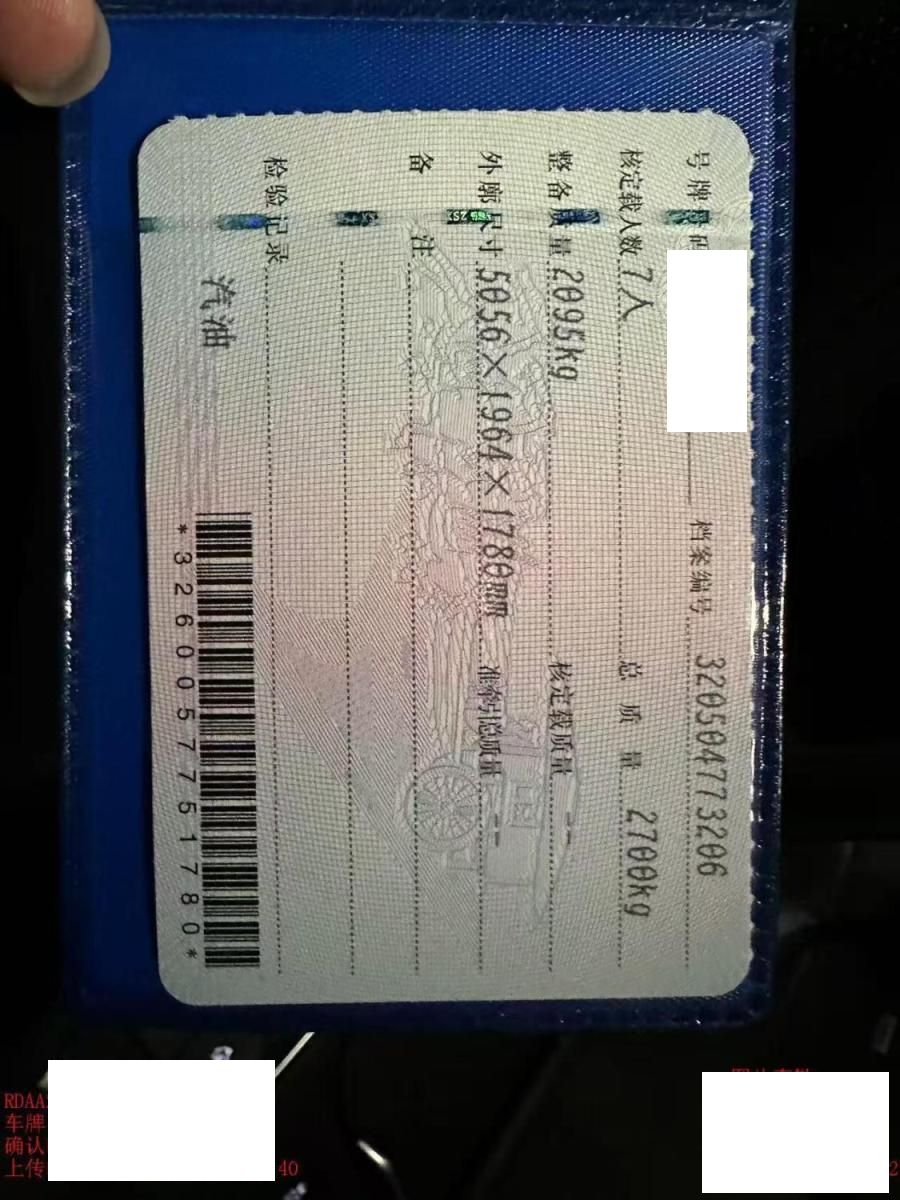 号牌号码 档案编号 320504773206
核定载人数 7人 总质量 2700kg
整备质量 2095kg 核定载质量 --
外廓尺寸 5056×1964×1780mm 准牵引总质量 --
备注
检验记录
汽油
*3260057751780*
RDAA
车牌
确认
上传 40
2